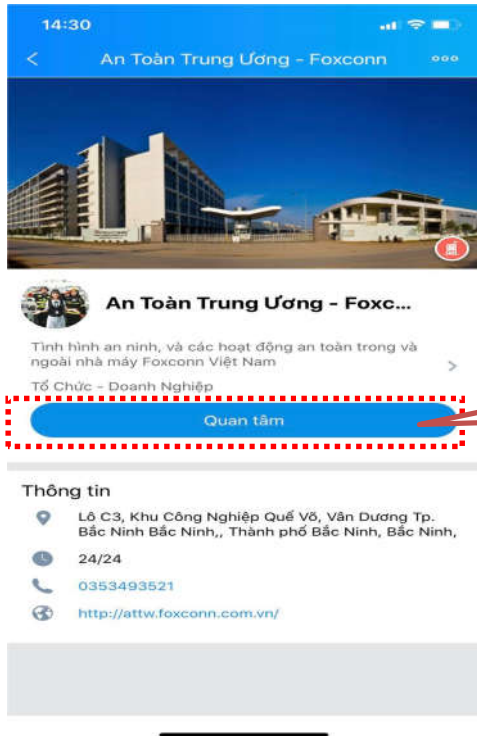 14:30
An Toàn Trung Ương - Foxconn
An Toàn Trung Ương - Foxc...
Tình hình an ninh, và các hoạt động an toàn trong và
ngoài nhà máy Foxconn Việt Nam
Tổ Chức - Doanh Nghiệp
Quan tâm
Thông tin
Lô C3, Khu Công Nghiệp Quế Võ, Vân Dương Tp.
Bắc Ninh Bắc Ninh,, Thành phố Bắc Ninh, Bắc Ninh,
24/24
0353493521
http://attw.foxconn.com.vn/